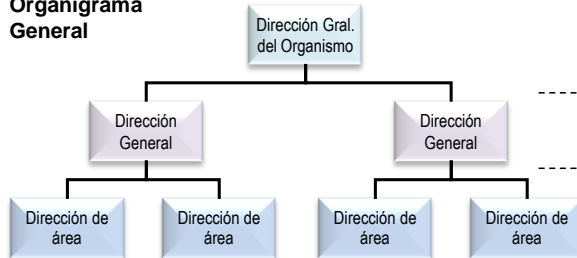 Organigrama
General
Dirección Gral.
del Organismo
Dirección
General
Dirección
General
Dirección de
área
Dirección de
área
Dirección de
área
Dirección de
área